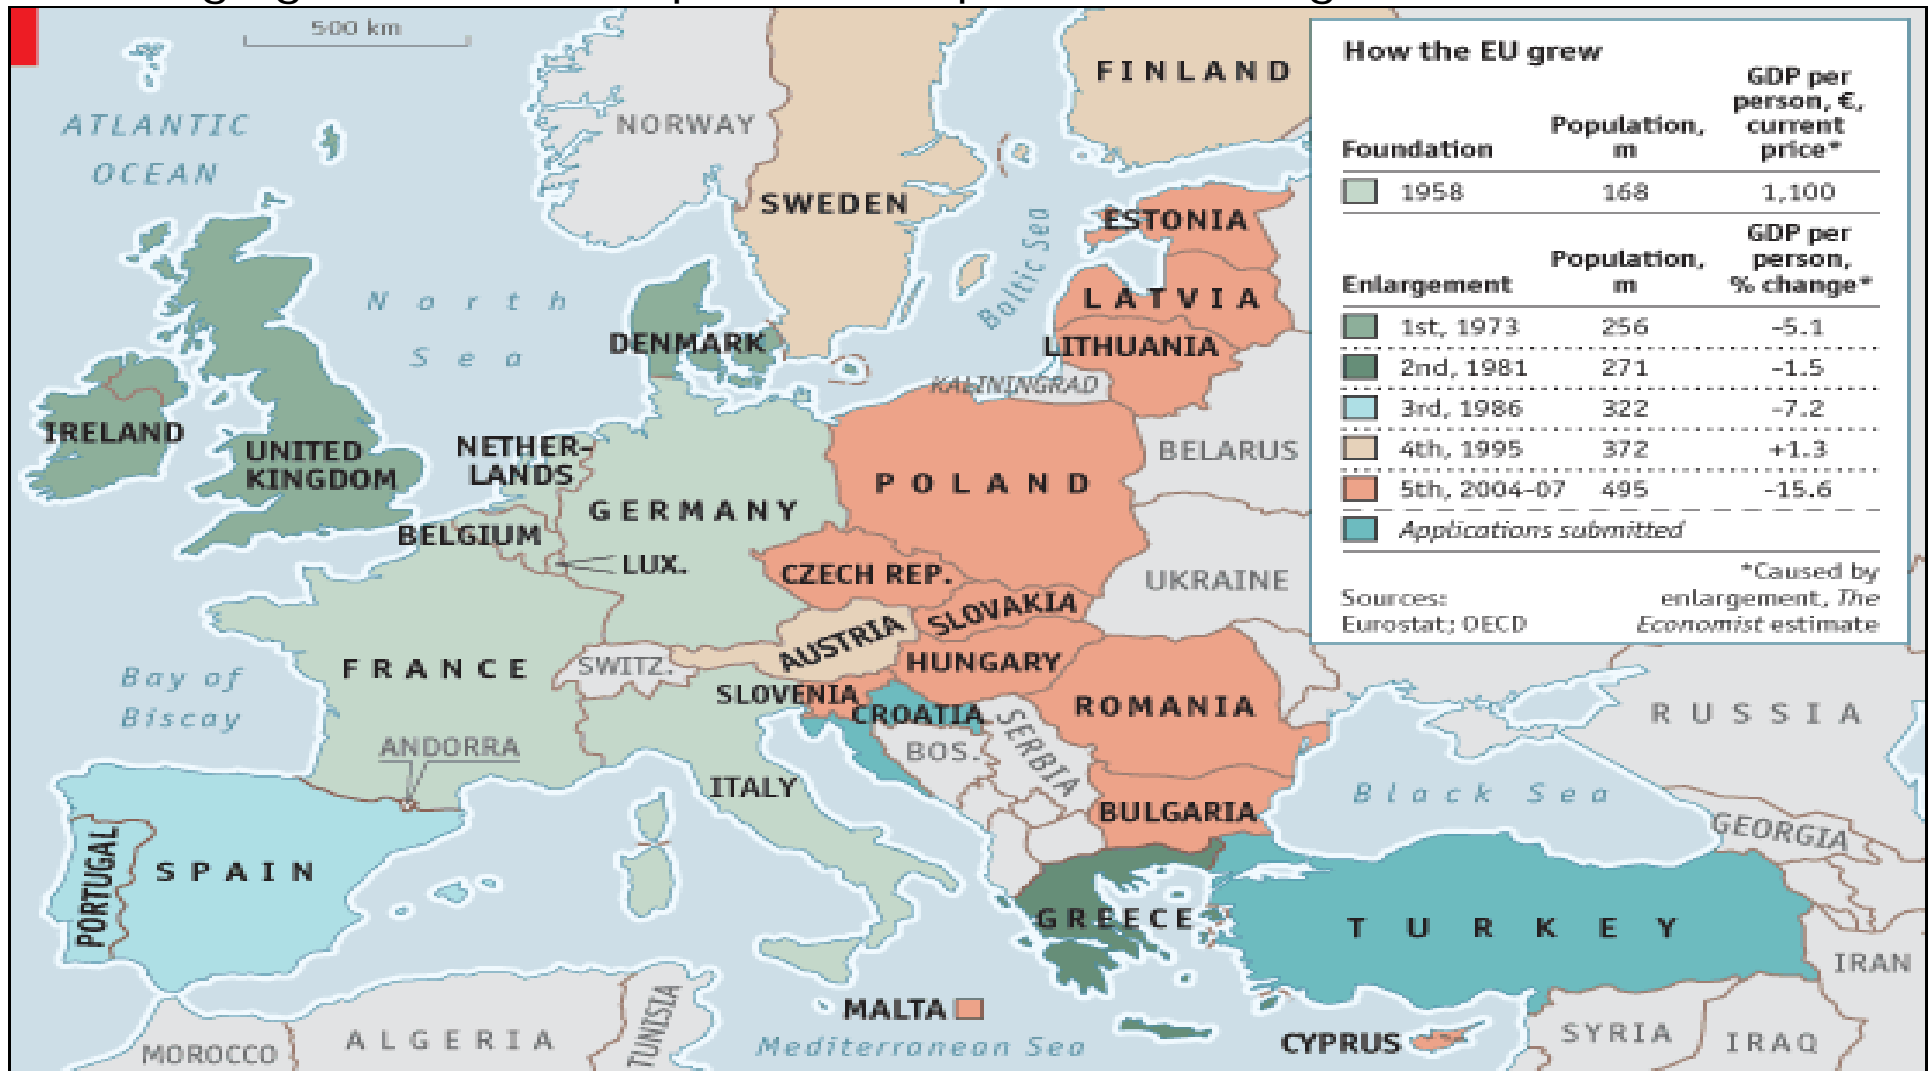 500 km
ATLANTIC
OCEAN
NORWAY
FINLAND
SWEDEN
ESTONIA
Baltic Sea
LATVIA
LITHUANIA
KALININGRAD
North
Sea
DENMARK
IRELAND
UNITED
KINGDOM
NETHER-
LANDS
BELGIUM
LUX.
GERMANY
POLAND
BELARUS
UKRAINE
CZECH REP.
SLOVAKIA
AUSTRIA
HUNGARY
SWITZ.
FRANCE
SLOVENIA
CROATIA
BOS.
SERBIA
ROMANIA
BULGARIA
Bay of
Biscay
ANDORRA
ITALY
PORTUGAL
SPAIN
GREECE
TURKEY
Black Sea
RUSSIA
GEORGIA
IRAN
MALTA
Mediterranean Sea
CYPRUS
SYRIA
IRAQ
MOROCCO
ALGERIA
TUNISIA
How the EU grew
Foundation Population, m GDP per person, €, current price*
1958 168 1,100
Enlargement Population, m GDP per person, % change*
1st, 1973 256 -5.1
2nd, 1981 271 -1.5
3rd, 1986 322 -7.2
4th, 1995 372 +1.3
5th, 2004-07 495 -15.6
Applications submitted
Sources:
Eurostat; OECD
*Caused by
enlargement, The
Economist estimate